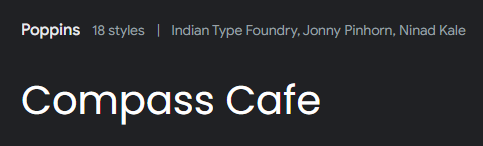 Poppins 18 styles | Indian Type Foundry, Jonny Pinhorn, Ninad Kale
Compass Cafe